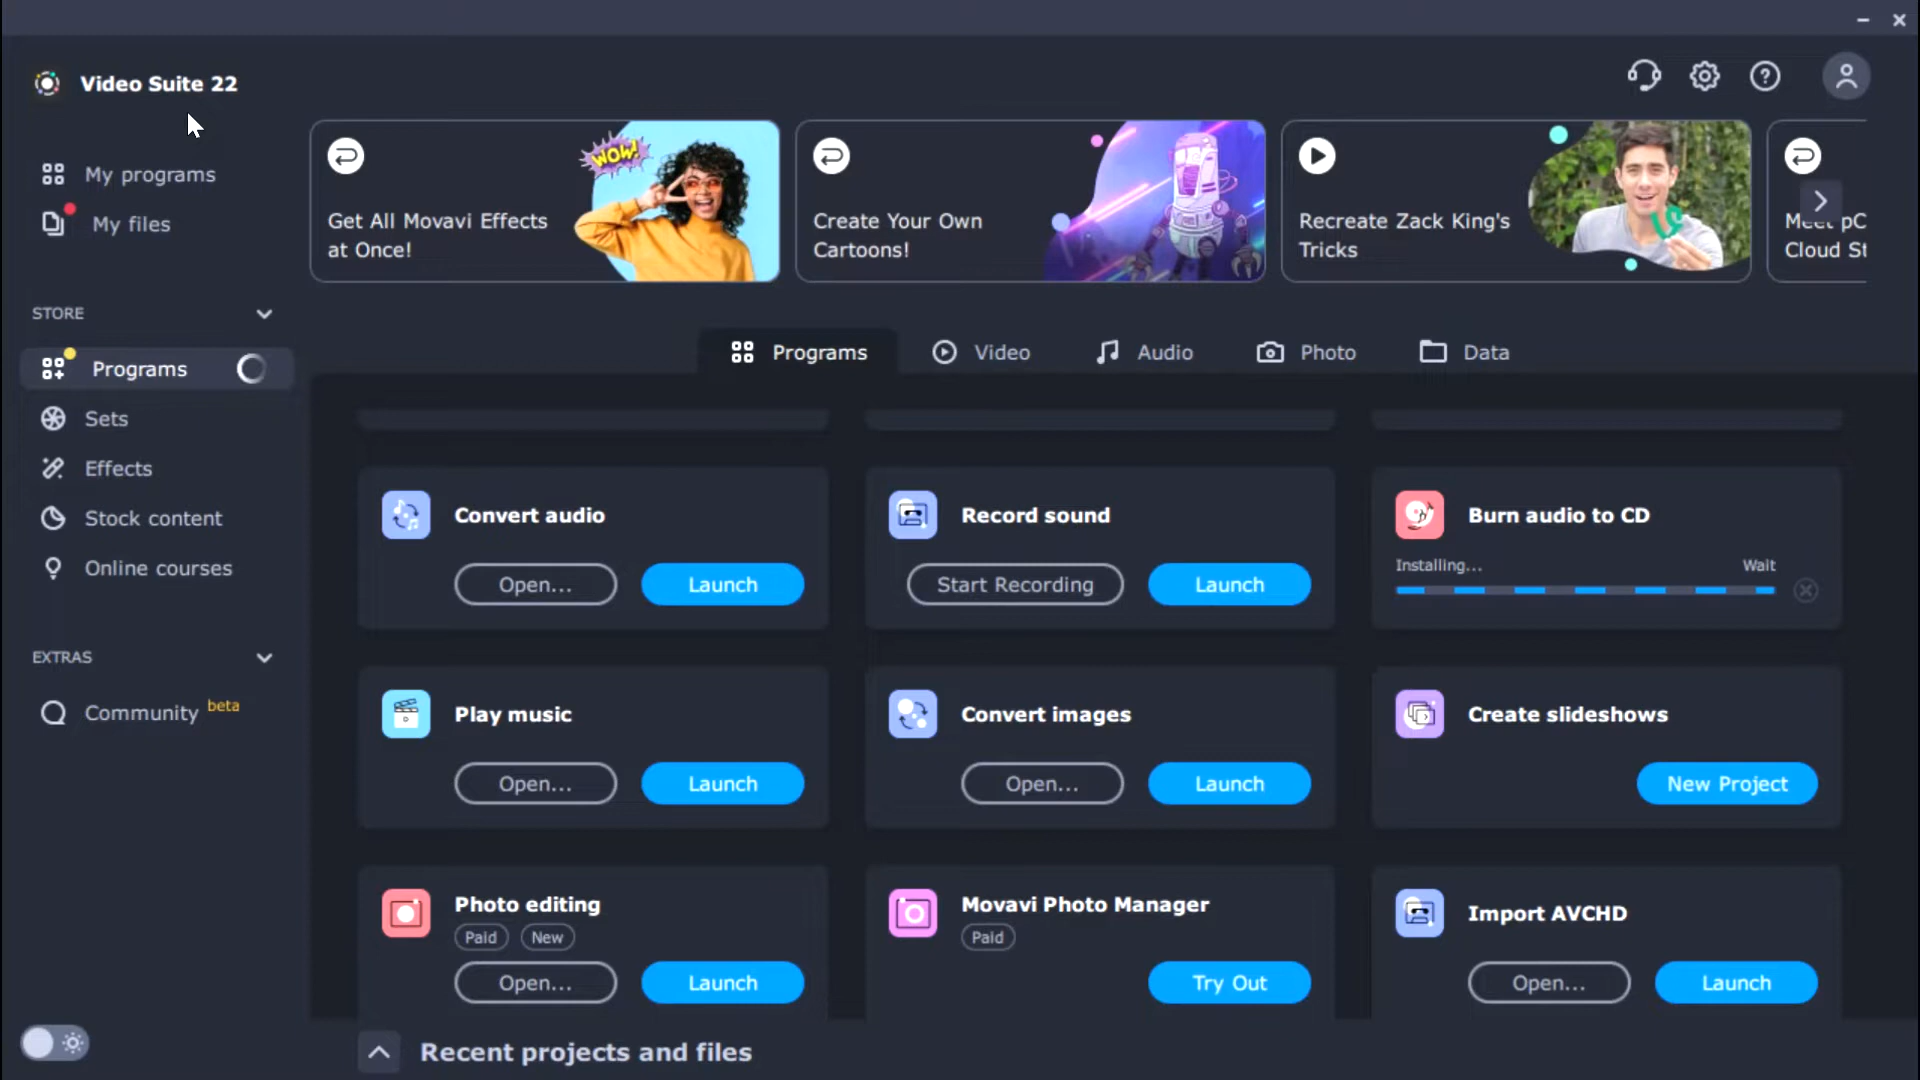 Video Suite 22
My programs
My files
STORE
Programs
Sets
Effects
Stock content
Online courses
EXTRAS
Community beta
WOW!
Get All Movavi Effects
at Once!
Create Your Own
Cartoons!
Recreate Zack King's
Tricks
Meet pC
Cloud St
Programs
Video
Audio
Photo
Data
Convert audio
Open...
Launch
Record sound
Start Recording
Launch
Burn audio to CD
Installing...
Wait
Play music
Open...
Launch
Convert images
Open...
Launch
Create slideshows
New Project
Photo editing
Paid
New
Open...
Launch
Movavi Photo Manager
Paid
Try Out
Import AVCHD
Open...
Launch
Recent projects and files